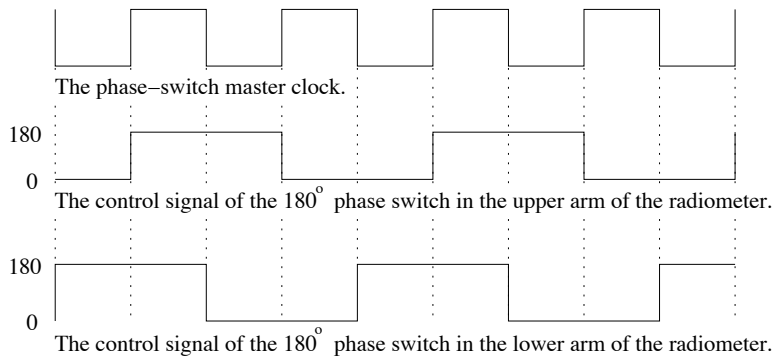 The phase−switch master clock.
180
0
The control signal of the 180° phase switch in the upper arm of the radiometer.
180
0
The control signal of the 180° phase switch in the lower arm of the radiometer.